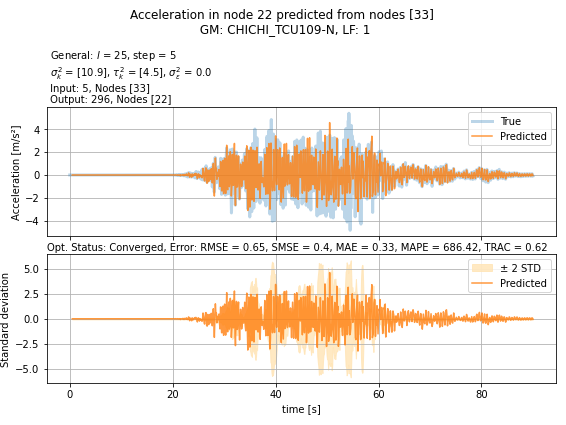 Acceleration in node 22 predicted from nodes [33]
GM: CHICHI_TCU109-N, LF: 1
General: l = 25, step = 5
σ²ₖ = [10.9], τ²ₖ = [4.5], σ²ε = 0.0
Input: 5, Nodes [33]
Output: 296, Nodes [22]
Acceleration [m/s²]
4
2
0
−2
−4
True
Predicted
Opt. Status: Converged, Error: RMSE = 0.65, SMSE = 0.4, MAE = 0.33, MAPE = 686.42, TRAC = 0.62
Standard deviation
5.0
2.5
0.0
−2.5
−5.0
± 2 STD
Predicted
0 20 40 60 80
time [s]